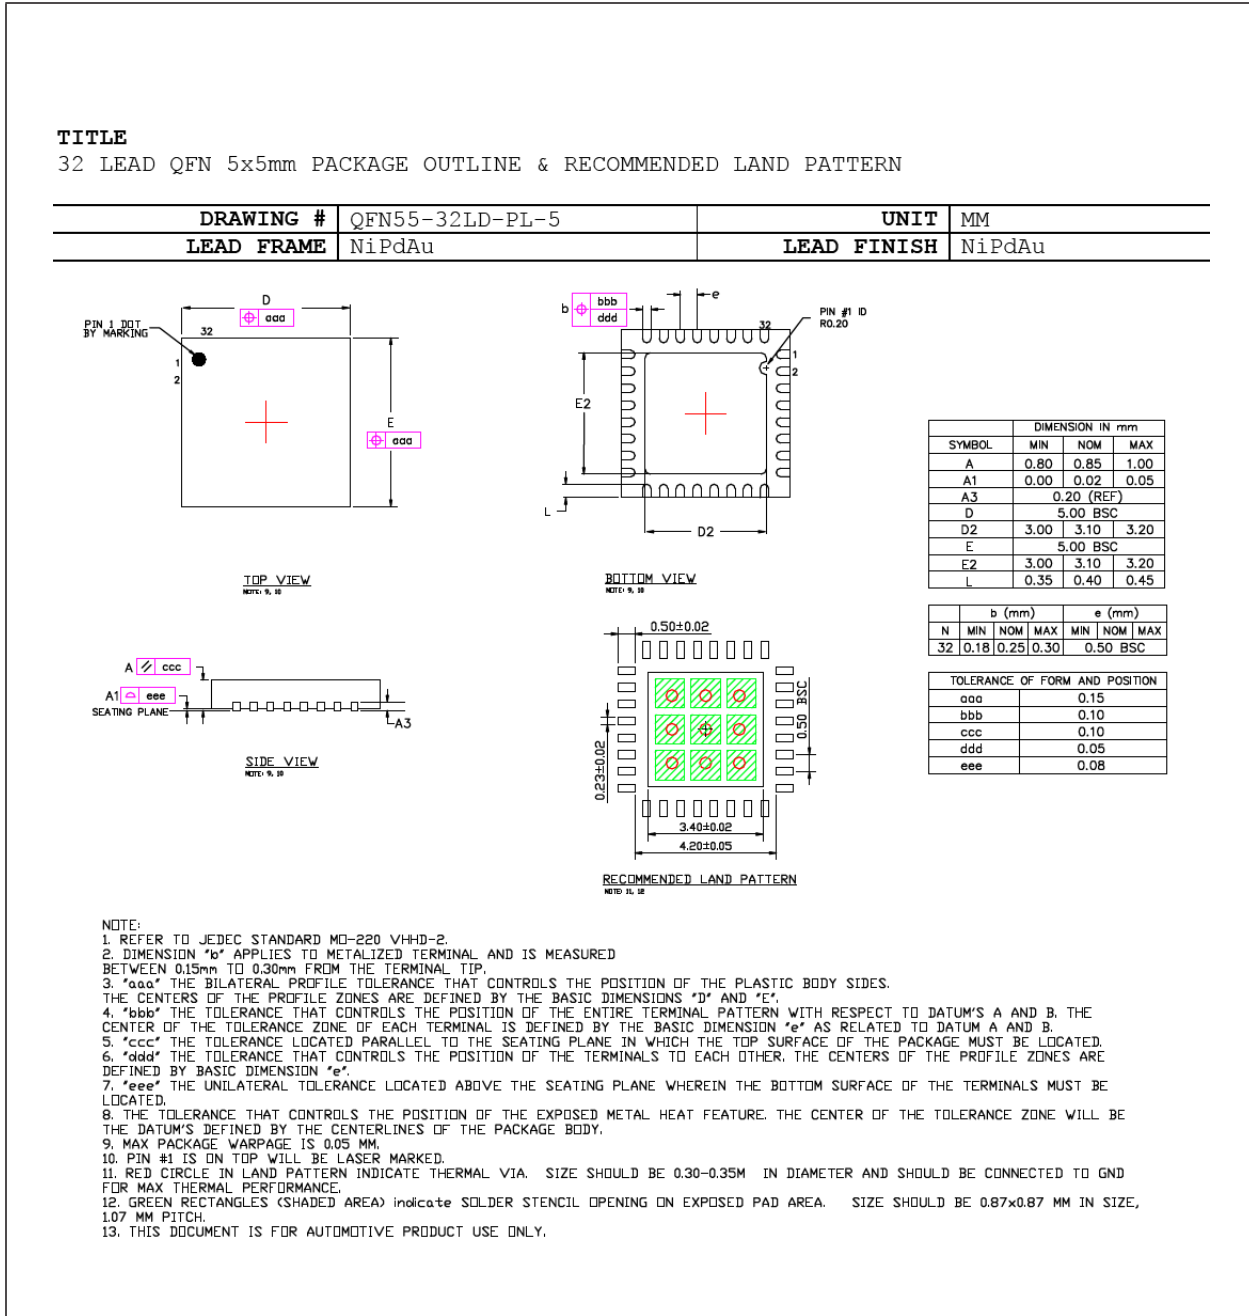 TITLE
32 LEAD QFN 5x5mm PACKAGE OUTLINE & RECOMMENDED LAND PATTERN
DRAWING # QFN55-32LD-PL-5 UNIT MM
LEAD FRAME NiPdAu LEAD FINISH NiPdAu
D
aaa
PIN 1 DOT
BY MARKING
32
1
2
E
aaa
TOP VIEW
NOTE: 9, 10
b
bbb
ddd
e
32
PIN #1 ID
R0.20
1
2
E2
L
D2
BOTTOM VIEW
NOTE: 9, 10
DIMENSION IN mm
SYMBOL MIN NOM MAX
A 0.80 0.85 1.00
A1 0.00 0.02 0.05
A3 0.20 (REF)
D 5.00 BSC
D2 3.00 3.10 3.20
E 5.00 BSC
E2 3.00 3.10 3.20
L 0.35 0.40 0.45
b (mm) e (mm)
N MIN NOM MAX MIN NOM MAX
32 0.18 0.25 0.30 0.50 BSC
TOLERANCE OF FORM AND POSITION
aaa 0.15
bbb 0.10
ccc 0.10
ddd 0.05
eee 0.08
A // ccc
A1 eee
SEATING PLANE
A3
SIDE VIEW
NOTE: 9, 10
0.50±0.02
0.50 BSC
0.23±0.02
3.40±0.02
4.20±0.05
RECOMMENDED LAND PATTERN
NOTE: 11, 12
NOTE:
1. REFER TO JEDEC STANDARD MO-220 VHHD-2.
2. DIMENSION "b" APPLIES TO METALIZED TERMINAL AND IS MEASURED
BETWEEN 0.15mm TO 0.30mm FROM THE TERMINAL TIP.
3. "aaa" THE BILATERAL PROFILE TOLERANCE THAT CONTROLS THE POSITION OF THE PLASTIC BODY SIDES.
THE CENTERS OF THE PROFILE ZONES ARE DEFINED BY THE BASIC DIMENSIONS "D" AND "E".
4. "bbb" THE TOLERANCE THAT CONTROLS THE POSITION OF THE ENTIRE TERMINAL PATTERN WITH RESPECT TO DATUM'S A AND B. THE
CENTER OF THE TOLERANCE ZONE OF EACH TERMINAL IS DEFINED BY THE BASIC DIMENSION "e" AS RELATED TO DATUM A AND B.
5. "ccc" THE TOLERANCE LOCATED PARALLEL TO THE SEATING PLANE IN WHICH THE TOP SURFACE OF THE PACKAGE MUST BE LOCATED.
6. "ddd" THE TOLERANCE THAT CONTROLS THE POSITION OF THE TERMINALS TO EACH OTHER. THE CENTERS OF THE PROFILE ZONES ARE
DEFINED BY BASIC DIMENSION "e".
7. "eee" THE UNILATERAL TOLERANCE LOCATED ABOVE THE SEATING PLANE WHEREIN THE BOTTOM SURFACE OF THE TERMINALS MUST BE
LOCATED.
8. THE TOLERANCE THAT CONTROLS THE POSITION OF THE EXPOSED METAL HEAT FEATURE. THE CENTER OF THE TOLERANCE ZONE WILL BE
THE DATUM'S DEFINED BY THE CENTERLINES OF THE PACKAGE BODY.
9. MAX PACKAGE WARPAGE IS 0.05 MM.
10. PIN #1 IS ON TOP WILL BE LASER MARKED.
11. RED CIRCLE IN LAND PATTERN INDICATE THERMAL VIA. SIZE SHOULD BE 0.30-0.35M IN DIAMETER AND SHOULD BE CONNECTED TO GND
FOR MAX THERMAL PERFORMANCE.
12. GREEN RECTANGLES (SHADED AREA) indicate SOLDER STENCIL OPENING ON EXPOSED PAD AREA. SIZE SHOULD BE 0.87x0.87 MM IN SIZE,
1.07 MM PITCH.
13. THIS DOCUMENT IS FOR AUTOMOTIVE PRODUCT USE ONLY.